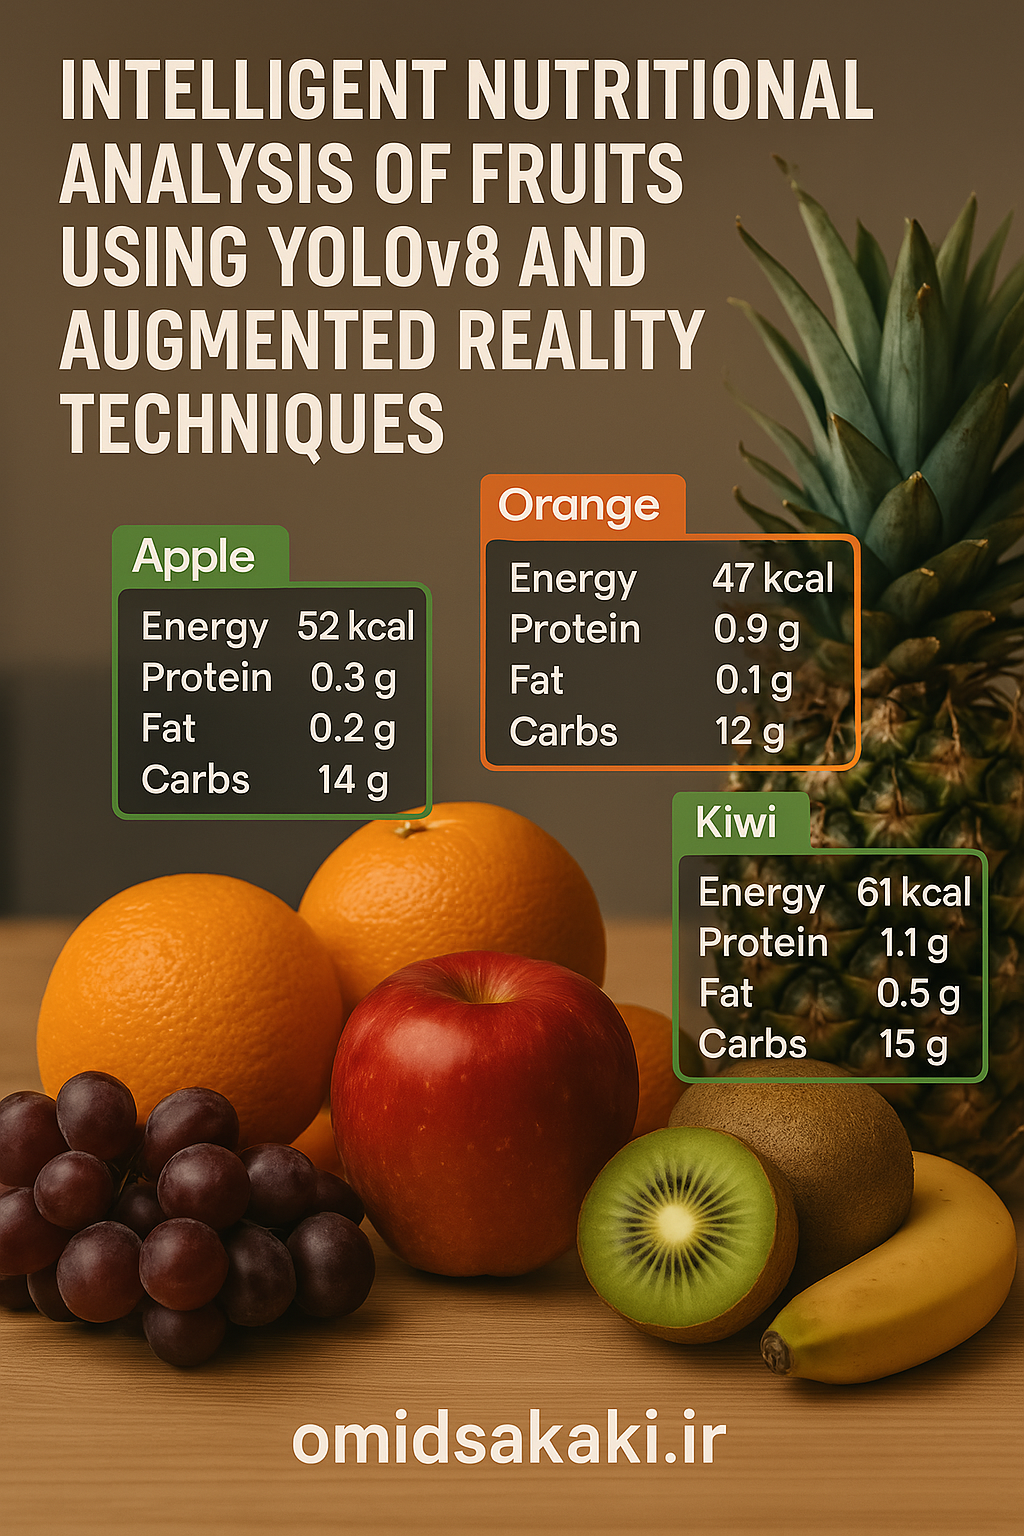 INTELLIGENT NUTRITIONAL
ANALYSIS OF FRUITS
USING YOLOv8 AND
AUGMENTED REALITY
TECHNIQUES
Orange
Energy 47 kcal
Protein 0.9 g
Fat 0.1 g
Carbs 12 g
Apple
Energy 52 kcal
Protein 0.3 g
Fat 0.2 g
Carbs 14 g
Kiwi
Energy 61 kcal
Protein 1.1 g
Fat 0.5 g
Carbs 15 g
omidsakaki.ir